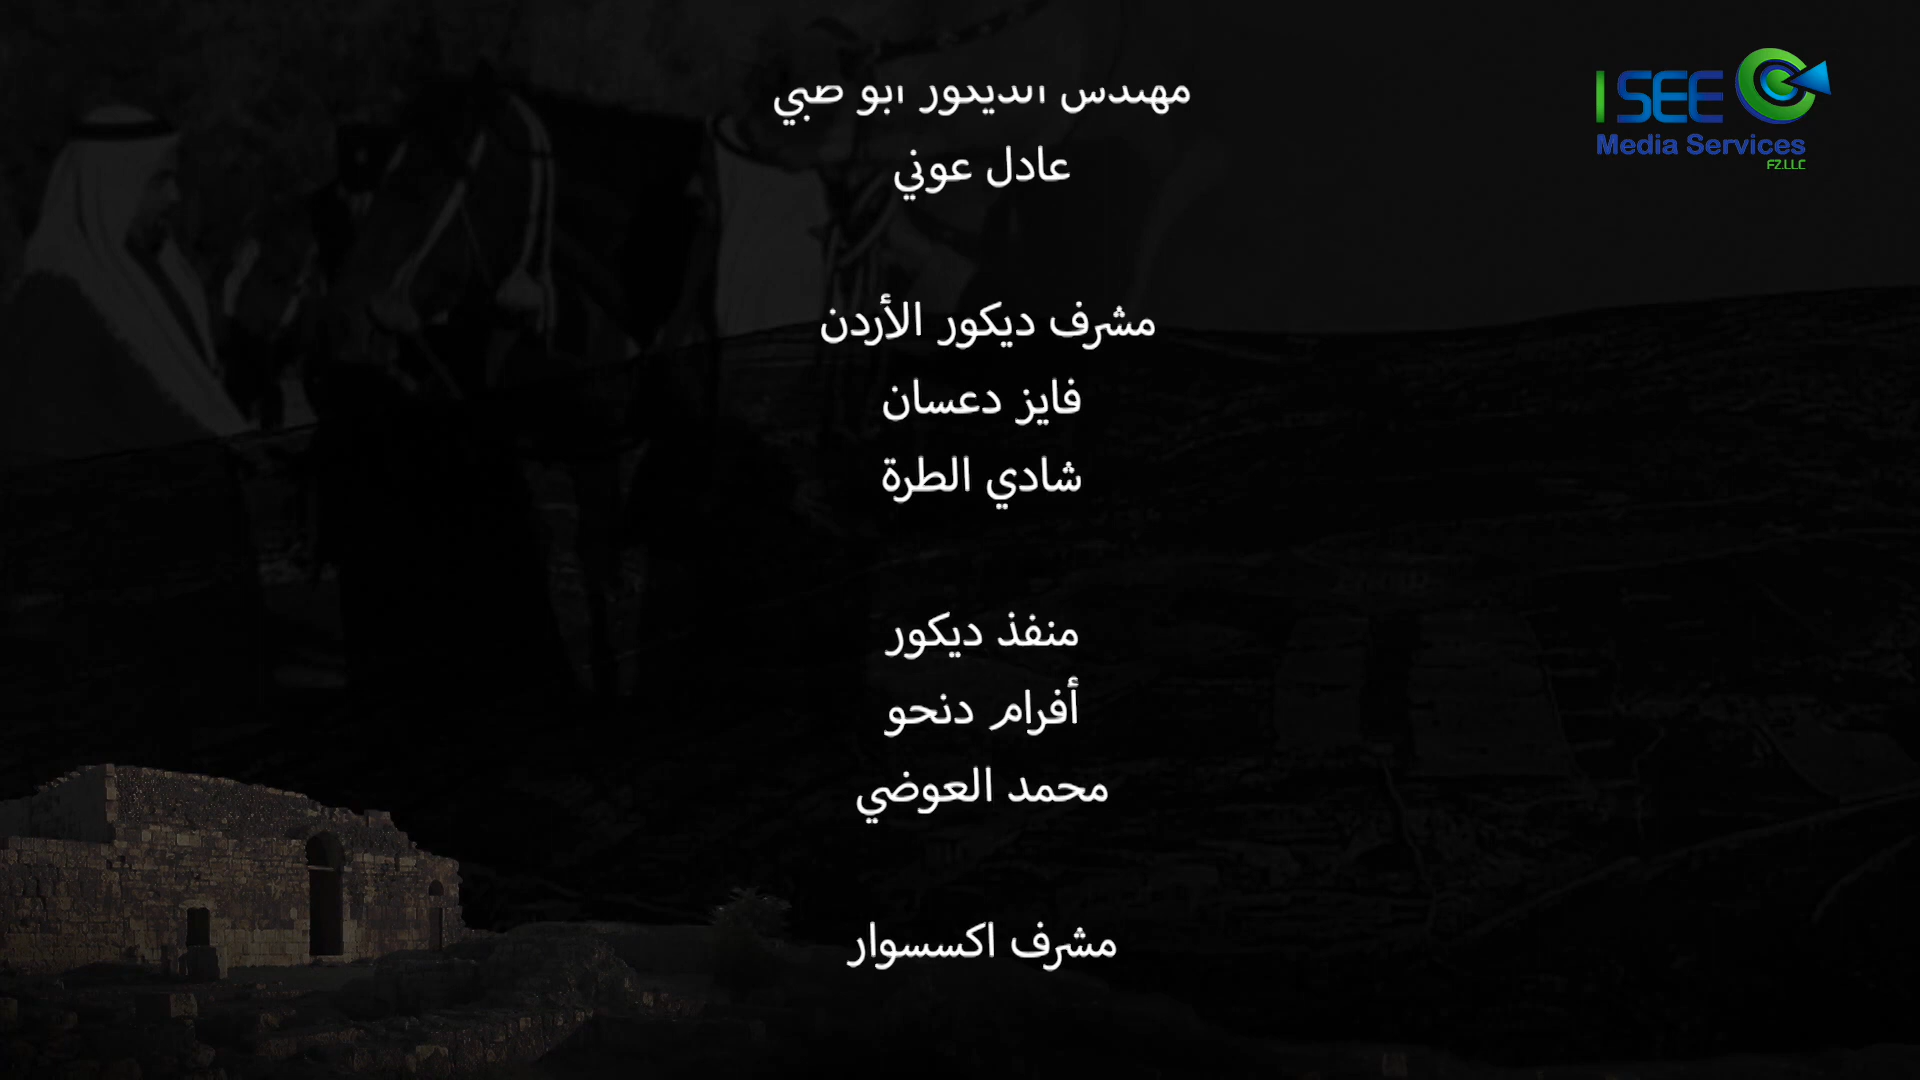 مهندس الديكور أبو ظبي
عادل عوني
مشرف ديكور الأردن
فايز دعسان
شادي الطرة
منفذ ديكور
أفرام دنحو
محمد العوضي
مشرف اكسسوار
I SEE
Media Services
FZ.LLC